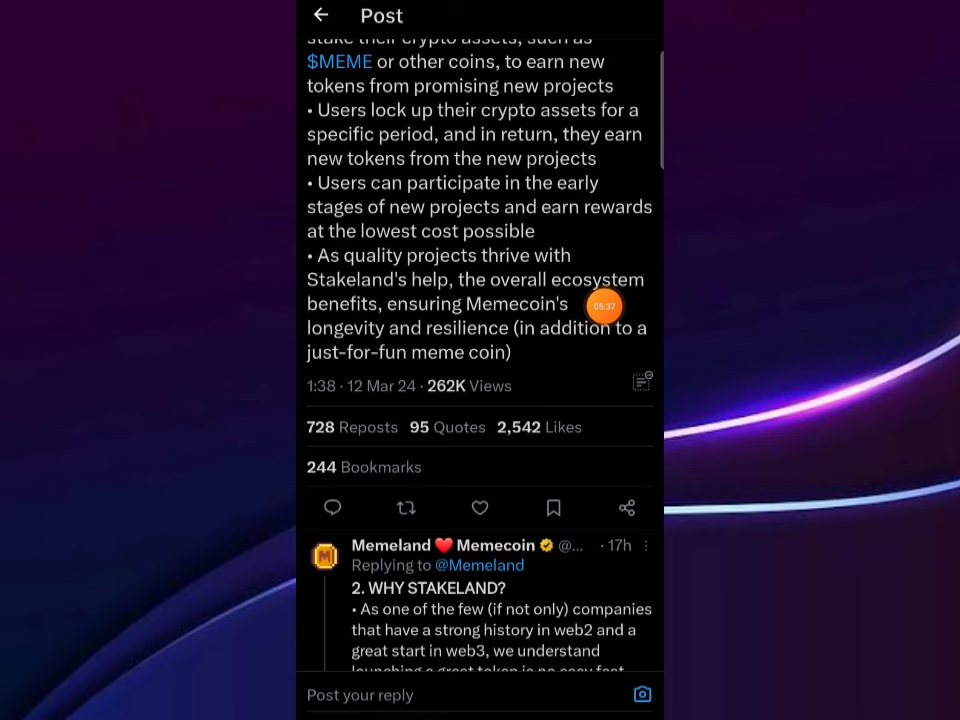 Post
stake their crypto assets, such as
$MEME or other coins, to earn new
tokens from promising new projects
• Users lock up their crypto assets for a
specific period, and in return, they earn
new tokens from the new projects
• Users can participate in the early
stages of new projects and earn rewards
at the lowest cost possible
• As quality projects thrive with
Stakeland's help, the overall ecosystem
benefits, ensuring Memecoin's
05:37
longevity and resilience (in addition to a
just-for-fun meme coin)
1:38 · 12 Mar 24 · 262K Views
728 Reposts 95 Quotes 2,542 Likes
244 Bookmarks
Memeland ❤️ Memecoin @... · 17h
Replying to @Memeland
2. WHY STAKELAND?
• As one of the few (if not only) companies
that have a strong history in web2 and a
great start in web3, we understand
launching a great token is no easy feat
Post your reply